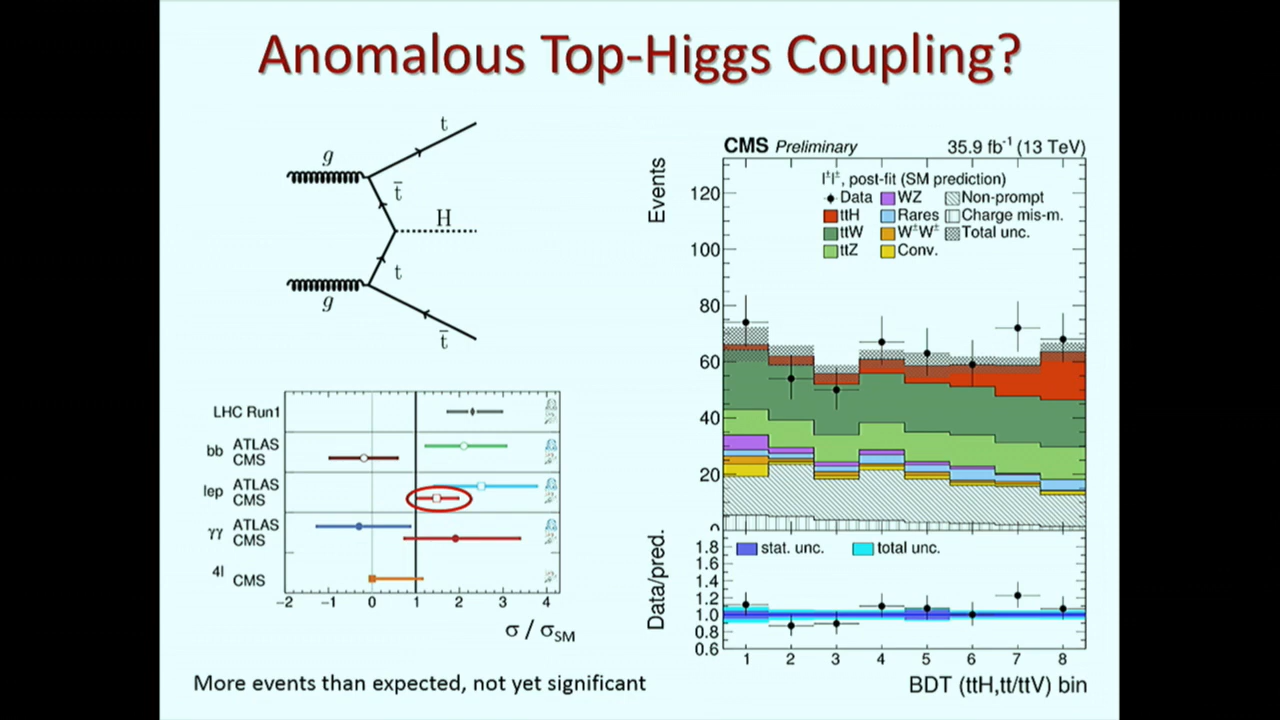 Anomalous Top-Higgs Coupling?
t
g
t̄
H
t
g
t̄
LHC Run1
bb ATLAS
CMS
lep ATLAS
CMS
γγ ATLAS
CMS
4l CMS
−2 −1 0 1 2 3 4
σ / σSM
More events than expected, not yet significant
CMS Preliminary 35.9 fb⁻¹ (13 TeV)
Events
l±l±, post-fit (SM prediction)
Data WZ Non-prompt
ttH Rares Charge mis-m.
ttW W±W± Total unc.
ttZ Conv.
120
100
80
60
40
20
0
stat. unc. total unc.
Data/pred.
1.8
1.6
1.4
1.2
1.0
0.8
0.6
1 2 3 4 5 6 7 8
BDT (ttH,tt/ttV) bin